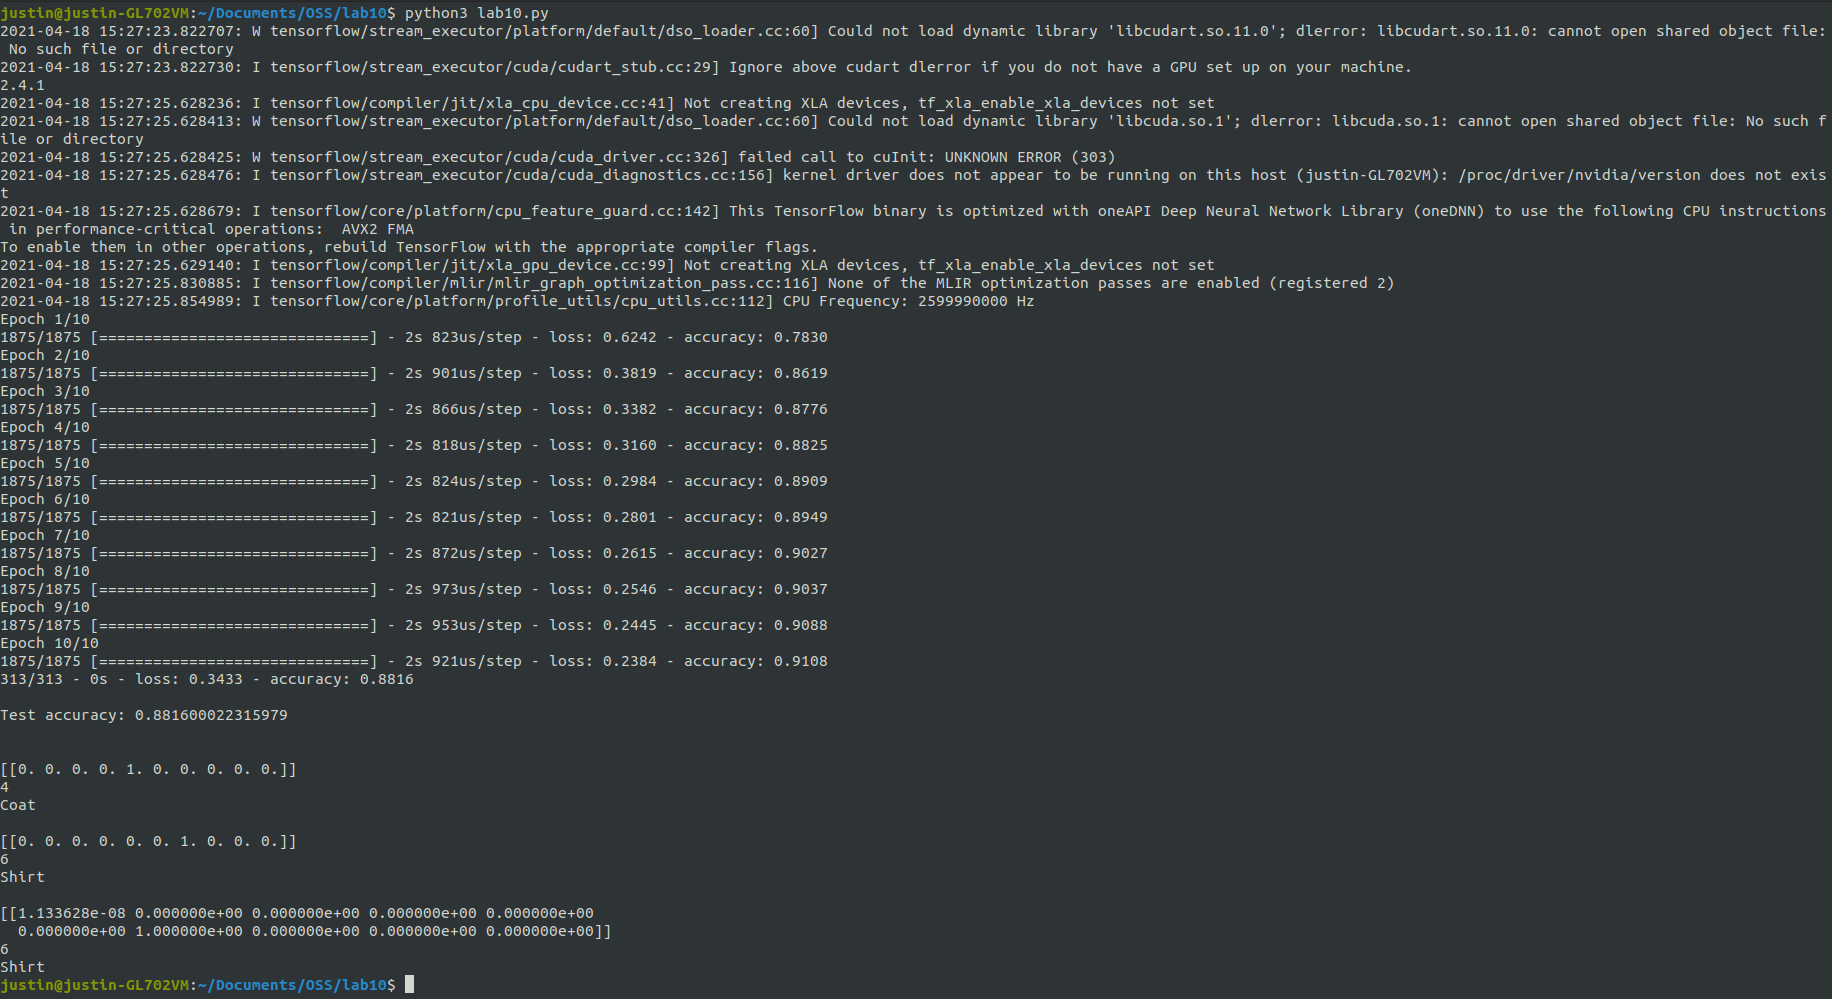 justin@justin-GL702VM:~/Documents/OSS/lab10$ python3 lab10.py
2021-04-18 15:27:23.822707: W tensorflow/stream_executor/platform/default/dso_loader.cc:60] Could not load dynamic library 'libcudart.so.11.0'; dlerror: libcudart.so.11.0: cannot open shared object file:
 No such file or directory
2021-04-18 15:27:23.822730: I tensorflow/stream_executor/cuda/cudart_stub.cc:29] Ignore above cudart dlerror if you do not have a GPU set up on your machine.
2.4.1
2021-04-18 15:27:25.628236: I tensorflow/compiler/jit/xla_cpu_device.cc:41] Not creating XLA devices, tf_xla_enable_xla_devices not set
2021-04-18 15:27:25.628413: W tensorflow/stream_executor/platform/default/dso_loader.cc:60] Could not load dynamic library 'libcuda.so.1'; dlerror: libcuda.so.1: cannot open shared object file: No such f
ile or directory
2021-04-18 15:27:25.628425: W tensorflow/stream_executor/cuda/cuda_driver.cc:326] failed call to cuInit: UNKNOWN ERROR (303)
2021-04-18 15:27:25.628476: I tensorflow/stream_executor/cuda/cuda_diagnostics.cc:156] kernel driver does not appear to be running on this host (justin-GL702VM): /proc/driver/nvidia/version does not exis
t
2021-04-18 15:27:25.628679: I tensorflow/core/platform/cpu_feature_guard.cc:142] This TensorFlow binary is optimized with oneAPI Deep Neural Network Library (oneDNN) to use the following CPU instructions
 in performance-critical operations:  AVX2 FMA
To enable them in other operations, rebuild TensorFlow with the appropriate compiler flags.
2021-04-18 15:27:25.629140: I tensorflow/compiler/jit/xla_gpu_device.cc:99] Not creating XLA devices, tf_xla_enable_xla_devices not set
2021-04-18 15:27:25.830885: I tensorflow/compiler/mlir/mlir_graph_optimization_pass.cc:116] None of the MLIR optimization passes are enabled (registered 2)
2021-04-18 15:27:25.854989: I tensorflow/core/platform/profile_utils/cpu_utils.cc:112] CPU Frequency: 2599990000 Hz
Epoch 1/10
1875/1875 [==============================] - 2s 823us/step - loss: 0.6242 - accuracy: 0.7830
Epoch 2/10
1875/1875 [==============================] - 2s 901us/step - loss: 0.3819 - accuracy: 0.8619
Epoch 3/10
1875/1875 [==============================] - 2s 866us/step - loss: 0.3382 - accuracy: 0.8776
Epoch 4/10
1875/1875 [==============================] - 2s 818us/step - loss: 0.3160 - accuracy: 0.8825
Epoch 5/10
1875/1875 [==============================] - 2s 824us/step - loss: 0.2984 - accuracy: 0.8909
Epoch 6/10
1875/1875 [==============================] - 2s 821us/step - loss: 0.2801 - accuracy: 0.8949
Epoch 7/10
1875/1875 [==============================] - 2s 872us/step - loss: 0.2615 - accuracy: 0.9027
Epoch 8/10
1875/1875 [==============================] - 2s 973us/step - loss: 0.2546 - accuracy: 0.9037
Epoch 9/10
1875/1875 [==============================] - 2s 953us/step - loss: 0.2445 - accuracy: 0.9088
Epoch 10/10
1875/1875 [==============================] - 2s 921us/step - loss: 0.2384 - accuracy: 0.9108
313/313 - 0s - loss: 0.3433 - accuracy: 0.8816

Test accuracy: 0.881600022315979


[[0. 0. 0. 0. 1. 0. 0. 0. 0. 0.]]
4
Coat

[[0. 0. 0. 0. 0. 0. 1. 0. 0. 0.]]
6
Shirt

[[1.133628e-08 0.000000e+00 0.000000e+00 0.000000e+00 0.000000e+00
  0.000000e+00 1.000000e+00 0.000000e+00 0.000000e+00 0.000000e+00]]
6
Shirt
justin@justin-GL702VM:~/Documents/OSS/lab10$